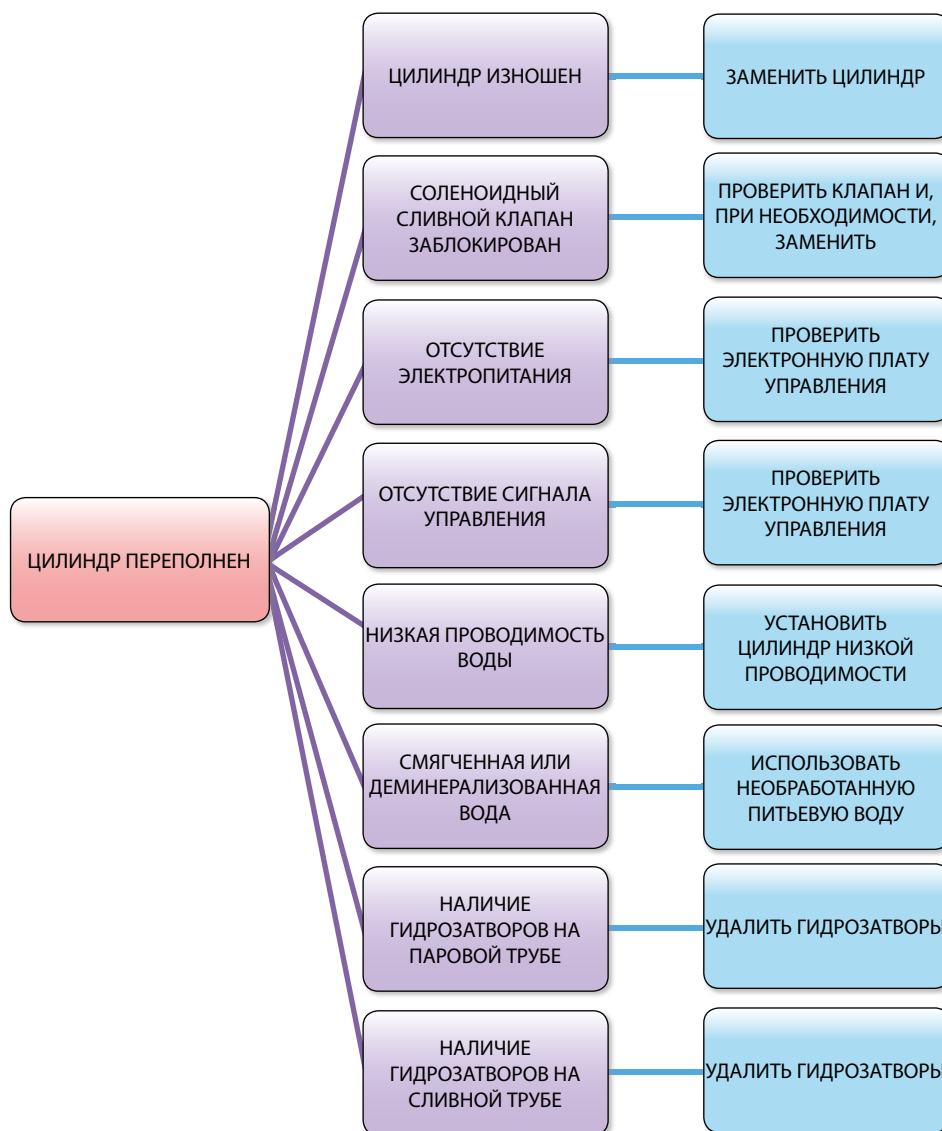 ЦИЛИНДР ПЕРЕПОЛНЕН
ЦИЛИНДР ИЗНОШЕН
ЗАМЕНИТЬ ЦИЛИНДР
СОЛЕНОИДНЫЙ
СЛИВНОЙ КЛАПАН
ЗАБЛОКИРОВАН
ПРОВЕРИТЬ КЛАПАН И,
ПРИ НЕОБХОДИМОСТИ,
ЗАМЕНИТЬ
ОТСУТСТВИЕ
ЭЛЕКТРОПИТАНИЯ
ПРОВЕРИТЬ
ЭЛЕКТРОННУЮ ПЛАТУ
УПРАВЛЕНИЯ
ОТСУТСТВИЕ СИГНАЛА
УПРАВЛЕНИЯ
ПРОВЕРИТЬ
ЭЛЕКТРОННУЮ ПЛАТУ
УПРАВЛЕНИЯ
НИЗКАЯ ПРОВОДИМОСТЬ
ВОДЫ
УСТАНОВИТЬ
ЦИЛИНДР НИЗКОЙ
ПРОВОДИМОСТИ
СМЯГЧЕННАЯ ИЛИ
ДЕМИНЕРАЛИЗОВАННАЯ
ВОДА
ИСПОЛЬЗОВАТЬ
НЕОБРАБОТАННУЮ
ПИТЬЕВУЮ ВОДУ
НАЛИЧИЕ
ГИДРОЗАТВОРОВ НА
ПАРОВОЙ ТРУБЕ
УДАЛИТЬ ГИДРОЗАТВОРЫ
НАЛИЧИЕ
ГИДРОЗАТВОРОВ НА
СЛИВНОЙ ТРУБЕ
УДАЛИТЬ ГИДРОЗАТВОРЫ